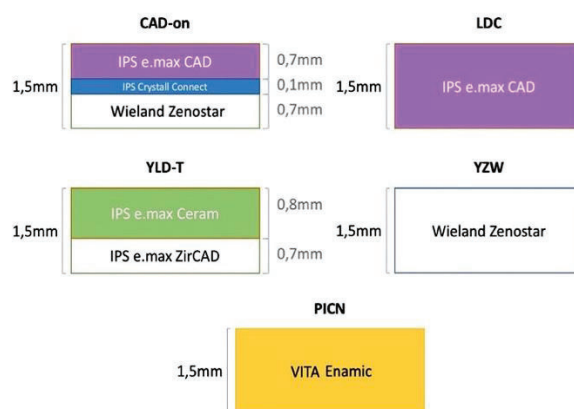 CAD-on
LDC
1,5mm
IPS e.max CAD
IPS Crystall Connect
Wieland Zenostar
0,7mm
0,1mm
0,7mm
1,5mm
IPS e.max CAD
YLD-T
YZW
1,5mm
IPS e.max Ceram
IPS e.max ZirCAD
0,8mm
0,7mm
1,5mm
Wieland Zenostar
PICN
1,5mm
VITA Enamic